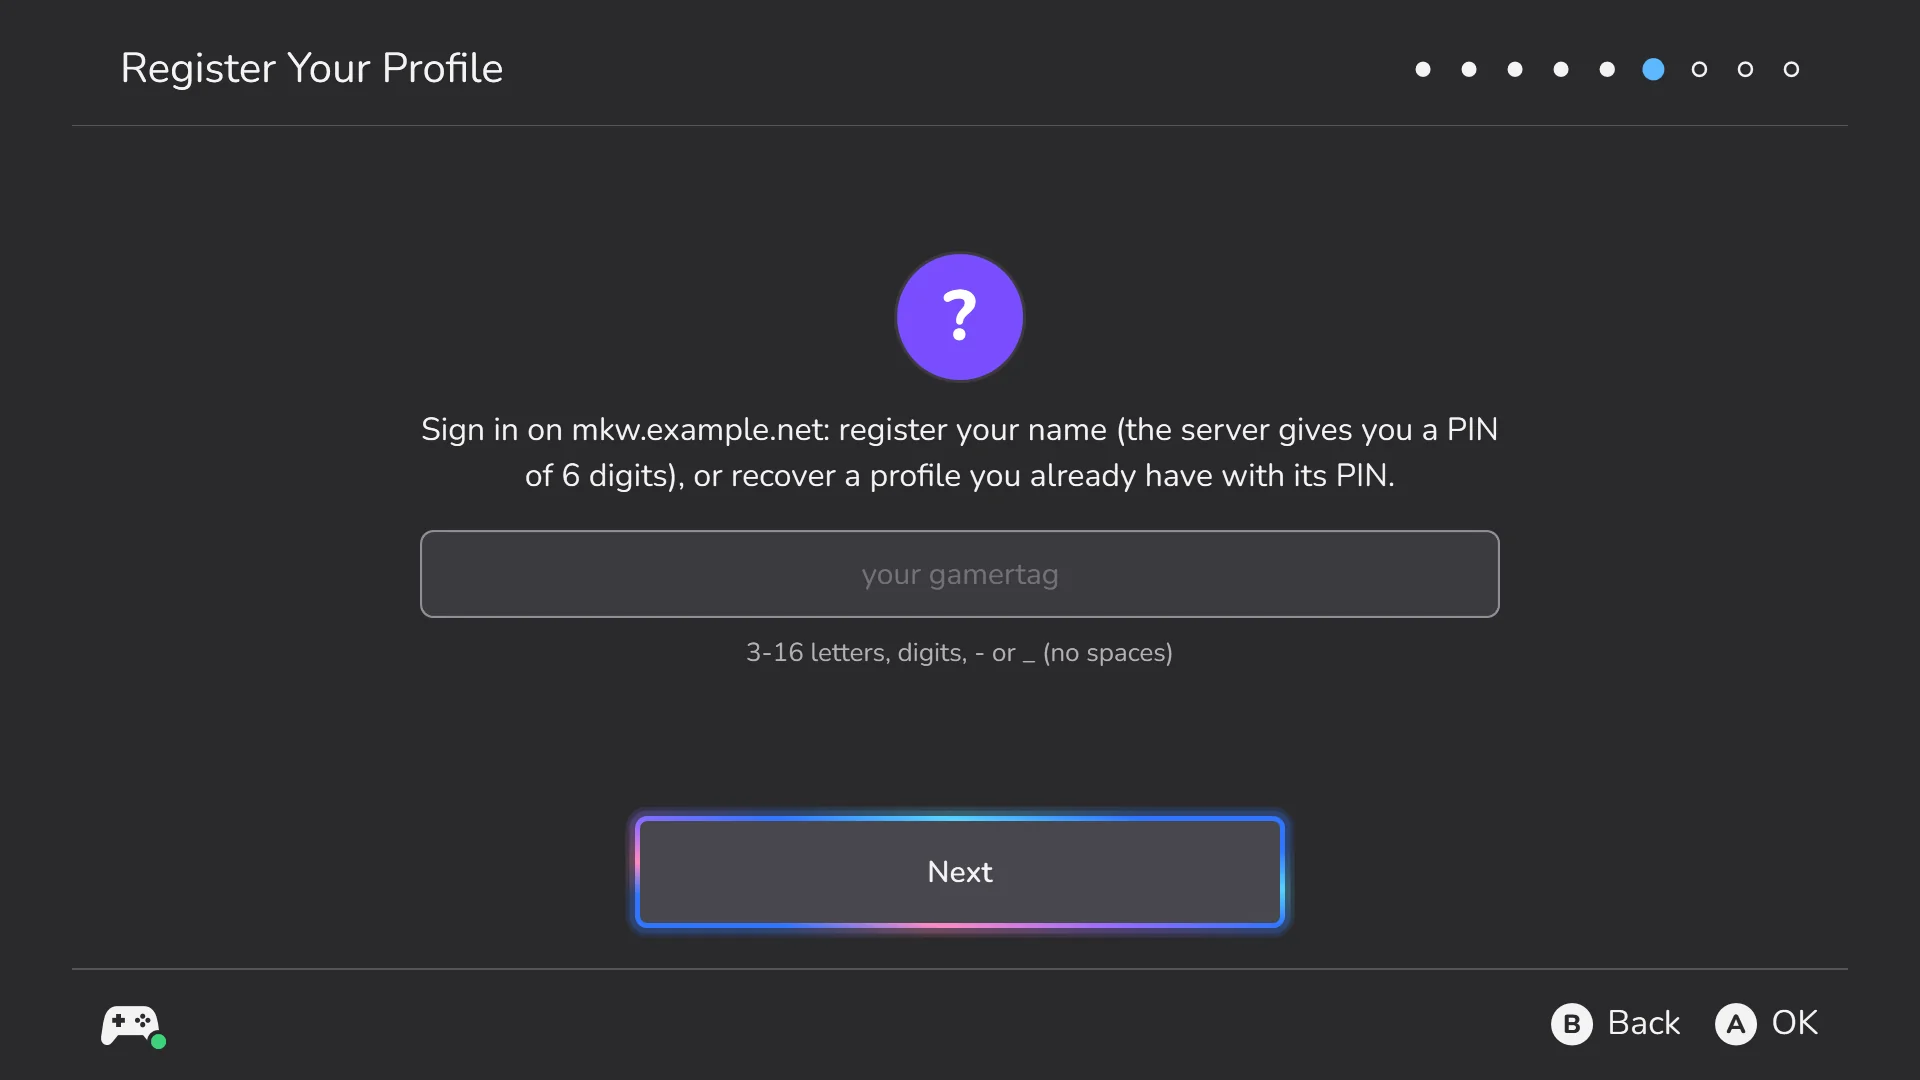 Register Your Profile
?
Sign in on mkw.example.net: register your name (the server gives you a PIN
of 6 digits), or recover a profile you already have with its PIN.
your gamertag
3-16 letters, digits, - or _ (no spaces)
Next
B Back A OK